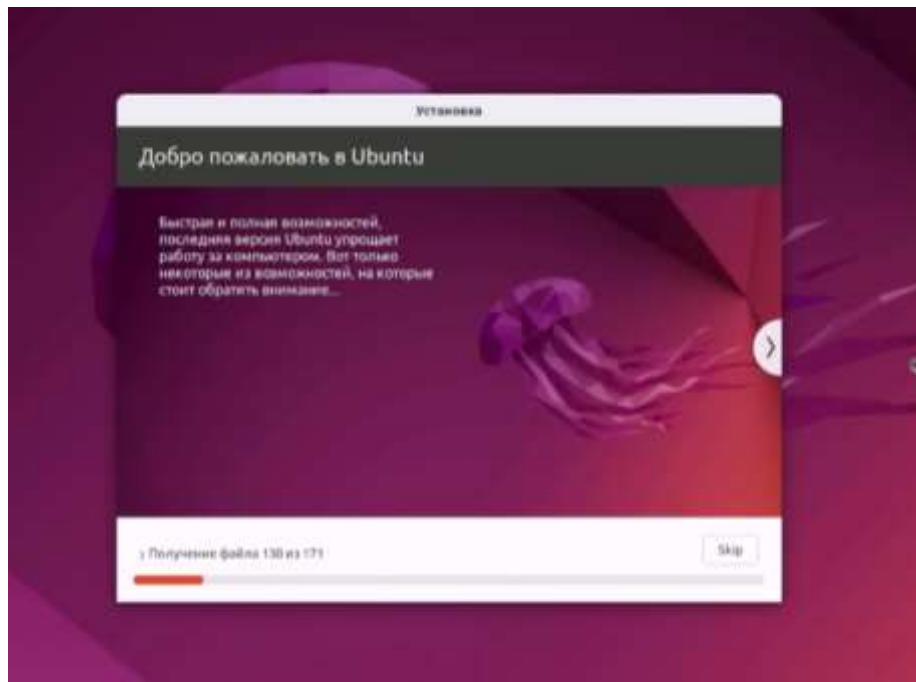 Установка
Добро пожаловать в Ubuntu
Быстрая и полная возможностей,
последняя версия Ubuntu упрощает
работу за компьютером. Вот только
некоторые из возможностей, на которые
стоит обратить внимание...
Получение файла 130 из 171
Skip